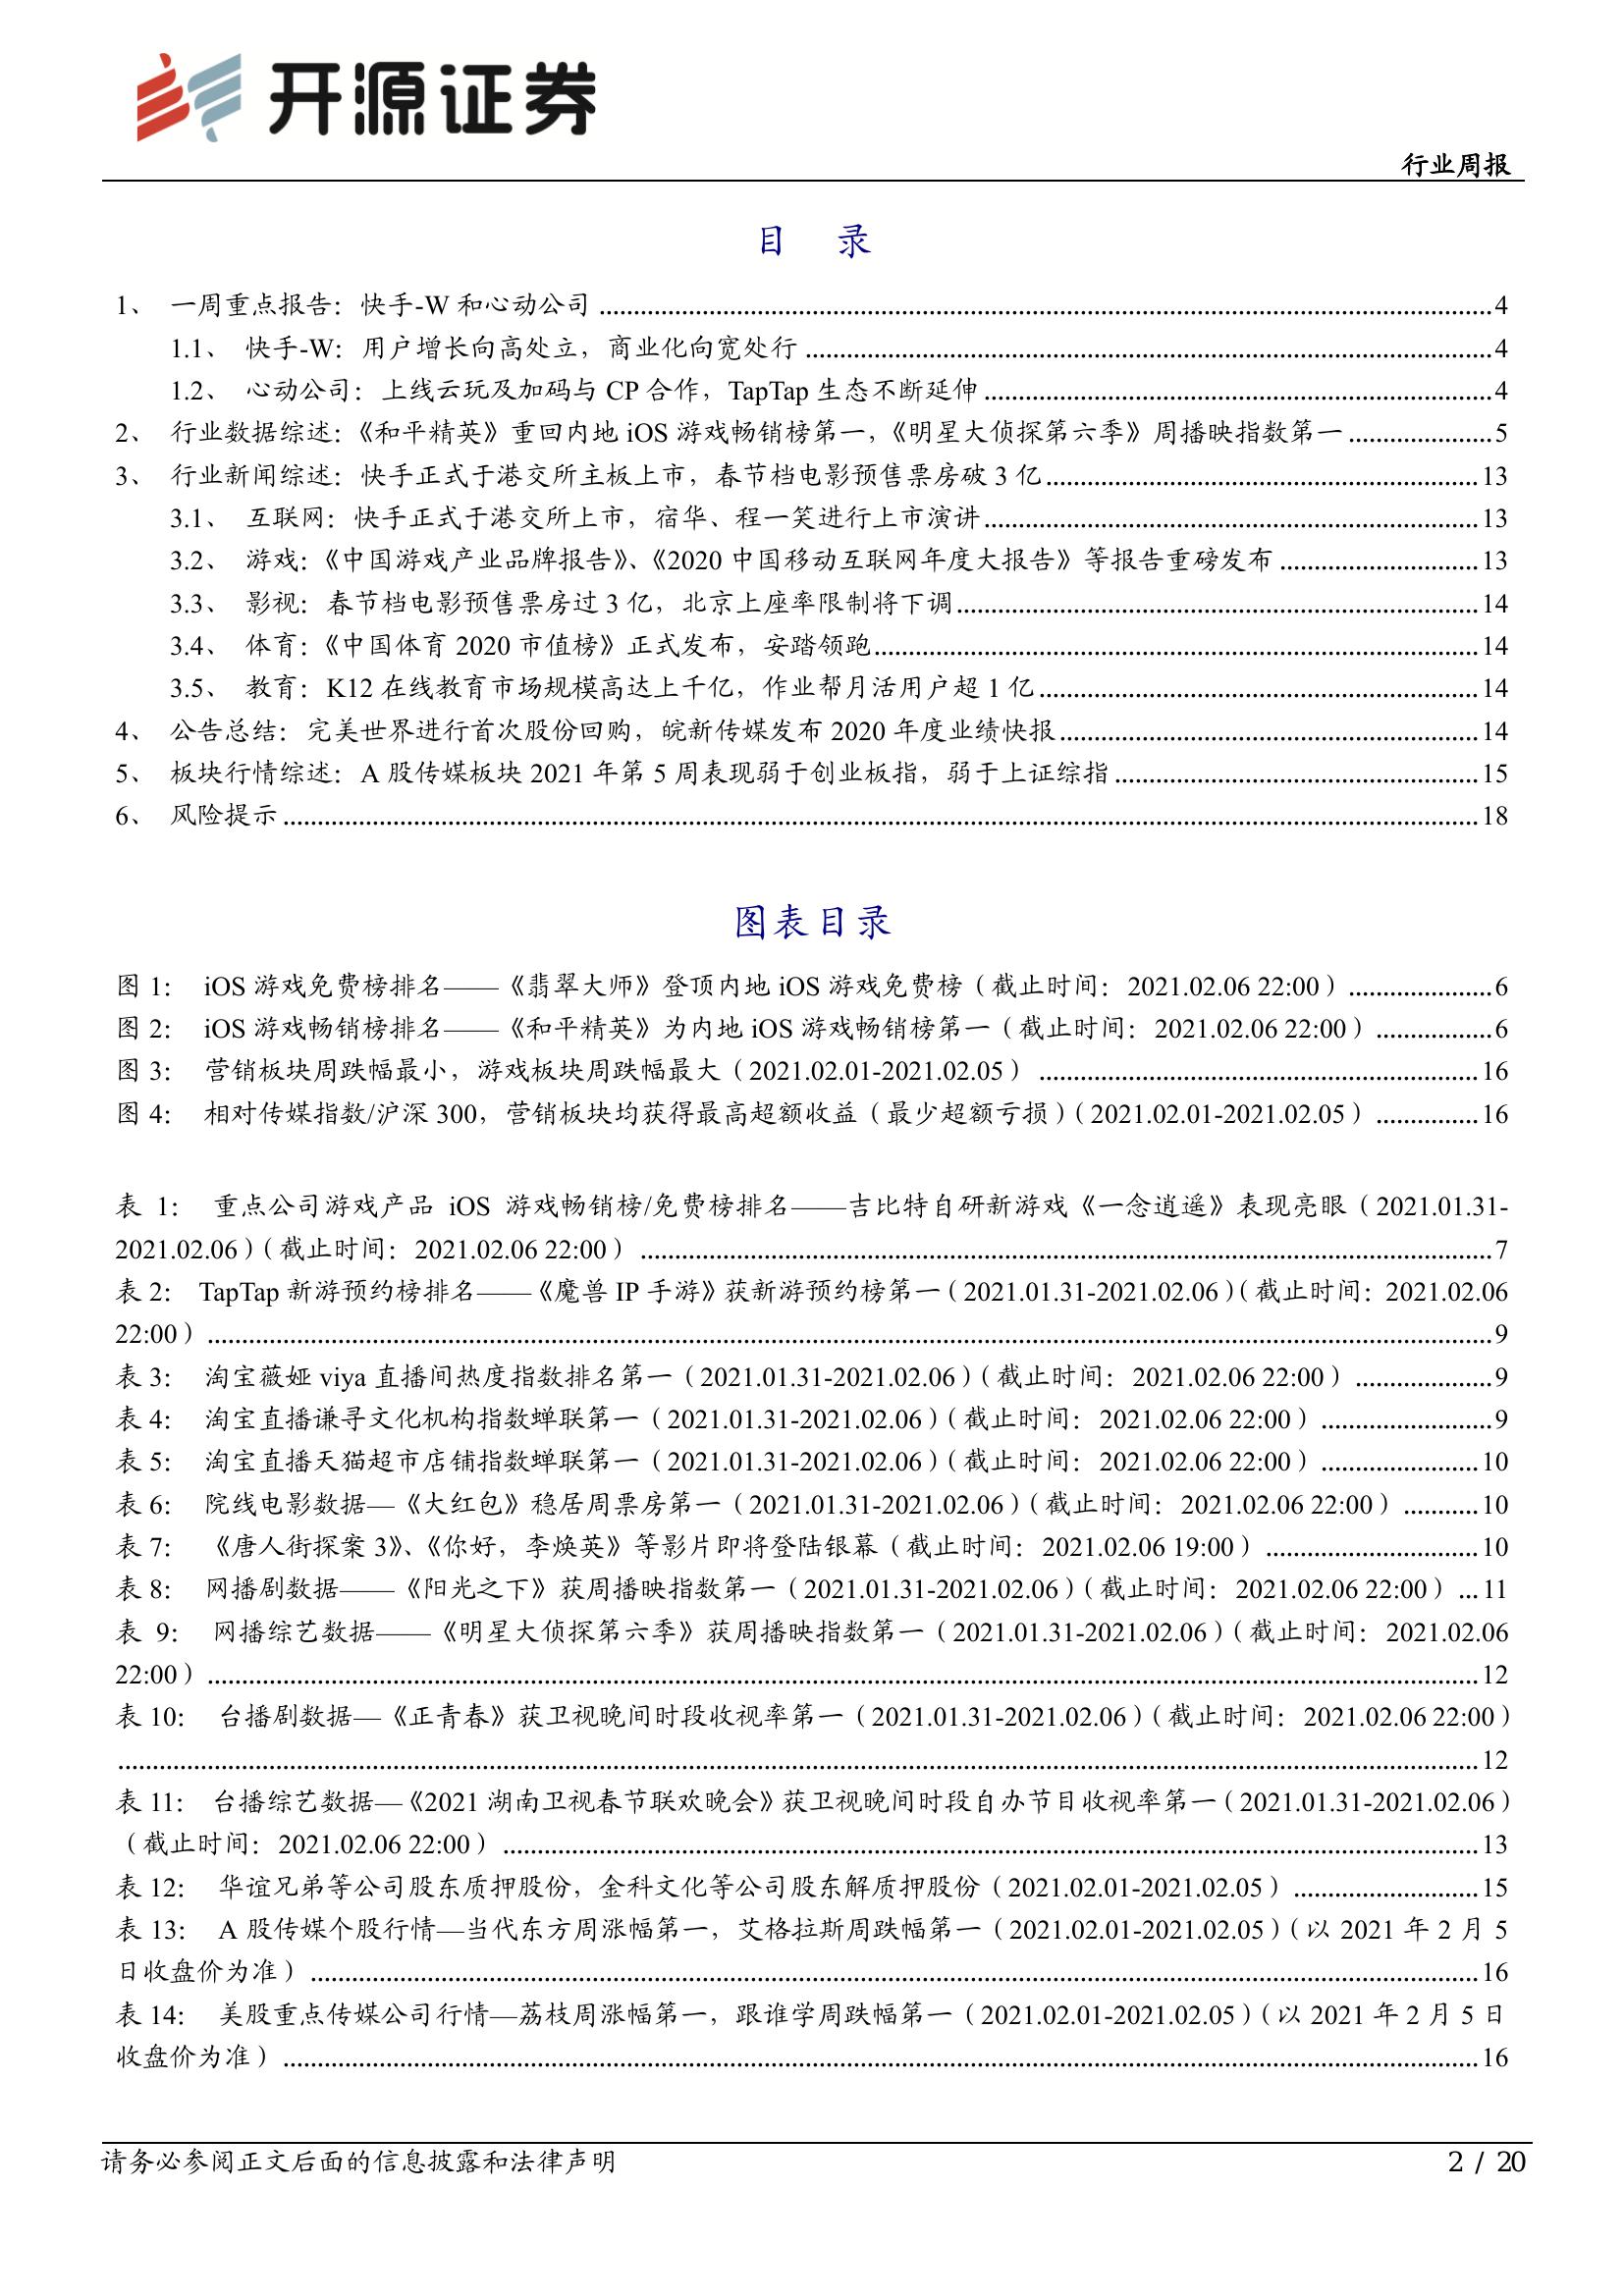 开源证券
行业周报
目 录
1、 一周重点报告：快手-W 和心动公司 ........ 4
1.1、 快手-W：用户增长向高处立，商业化向宽处行 ........ 4
1.2、 心动公司：上线云玩及加码与 CP 合作，TapTap 生态不断延伸 ........ 4
2、 行业数据综述：《和平精英》重回内地 iOS 游戏畅销榜第一，《明星大侦探第六季》周播映指数第一 ........ 5
3、 行业新闻综述：快手正式于港交所主板上市，春节档电影预售票房破 3 亿 ........ 13
3.1、 互联网：快手正式于港交所上市，宿华、程一笑进行上市演讲 ........ 13
3.2、 游戏：《中国游戏产业品牌报告》、《2020 中国移动互联网年度大报告》等报告重磅发布 ........ 13
3.3、 影视：春节档电影预售票房过 3 亿，北京上座率限制将下调 ........ 14
3.4、 体育：《中国体育 2020 市值榜》正式发布，安踏领跑 ........ 14
3.5、 教育：K12 在线教育市场规模高达上千亿，作业帮月活用户超 1 亿 ........ 14
4、 公告总结：完美世界进行首次股份回购，皖新传媒发布 2020 年度业绩快报 ........ 14
5、 板块行情综述：A 股传媒板块 2021 年第 5 周表现弱于创业板指，弱于上证综指 ........ 15
6、 风险提示 ........ 18
图表目录
图 1： iOS 游戏免费榜排名——《翡翠大师》登顶内地 iOS 游戏免费榜（截止时间：2021.02.06 22:00） ........ 6
图 2： iOS 游戏畅销榜排名——《和平精英》为内地 iOS 游戏畅销榜第一（截止时间：2021.02.06 22:00） ........ 6
图 3： 营销板块周跌幅最小，游戏板块周跌幅最大（2021.02.01-2021.02.05） ........ 16
图 4： 相对传媒指数/沪深 300，营销板块均获得最高超额收益（最少超额亏损）（2021.02.01-2021.02.05） ........ 16
表 1： 重点公司游戏产品 iOS 游戏畅销榜/免费榜排名——吉比特自研新游戏《一念逍遥》表现亮眼（2021.01.31-
2021.02.06）（截止时间：2021.02.06 22:00） ........ 7
表 2： TapTap 新游预约榜排名——《魔兽 IP 手游》获新游预约榜第一（2021.01.31-2021.02.06）（截止时间：2021.02.06
22:00） ........ 9
表 3： 淘宝薇娅 viya 直播间热度指数排名第一（2021.01.31-2021.02.06）（截止时间：2021.02.06 22:00） ........ 9
表 4： 淘宝直播谦寻文化机构指数蝉联第一（2021.01.31-2021.02.06）（截止时间：2021.02.06 22:00） ........ 9
表 5： 淘宝直播天猫超市店铺指数蝉联第一（2021.01.31-2021.02.06）（截止时间：2021.02.06 22:00） ........ 10
表 6： 院线电影数据—《大红包》稳居周票房第一（2021.01.31-2021.02.06）（截止时间：2021.02.06 22:00） ........ 10
表 7： 《唐人街探案 3》、《你好，李焕英》等影片即将登陆银幕（截止时间：2021.02.06 19:00） ........ 10
表 8： 网播剧数据——《阳光之下》获周播映指数第一（2021.01.31-2021.02.06）（截止时间：2021.02.06 22:00） ... 11
表 9： 网播综艺数据——《明星大侦探第六季》获周播映指数第一（2021.01.31-2021.02.06）（截止时间：2021.02.06
22:00） ........ 12
表 10： 台播剧数据—《正青春》获卫视晚间时段收视率第一（2021.01.31-2021.02.06）（截止时间：2021.02.06 22:00）
........ 12
表 11： 台播综艺数据—《2021 湖南卫视春节联欢晚会》获卫视晚间时段自办节目收视率第一（2021.01.31-2021.02.06）
（截止时间：2021.02.06 22:00） ........ 13
表 12： 华谊兄弟等公司股东质押股份，金科文化等公司股东解质押股份（2021.02.01-2021.02.05） ........ 15
表 13： A 股传媒个股行情—当代东方周涨幅第一，艾格拉斯周跌幅第一（2021.02.01-2021.02.05）（以 2021 年 2 月 5
日收盘价为准） ........ 16
表 14： 美股重点传媒公司行情—荔枝周涨幅第一，跟谁学周跌幅第一（2021.02.01-2021.02.05）（以 2021 年 2 月 5 日
收盘价为准） ........ 16
请务必参阅正文后面的信息披露和法律声明
2 / 20